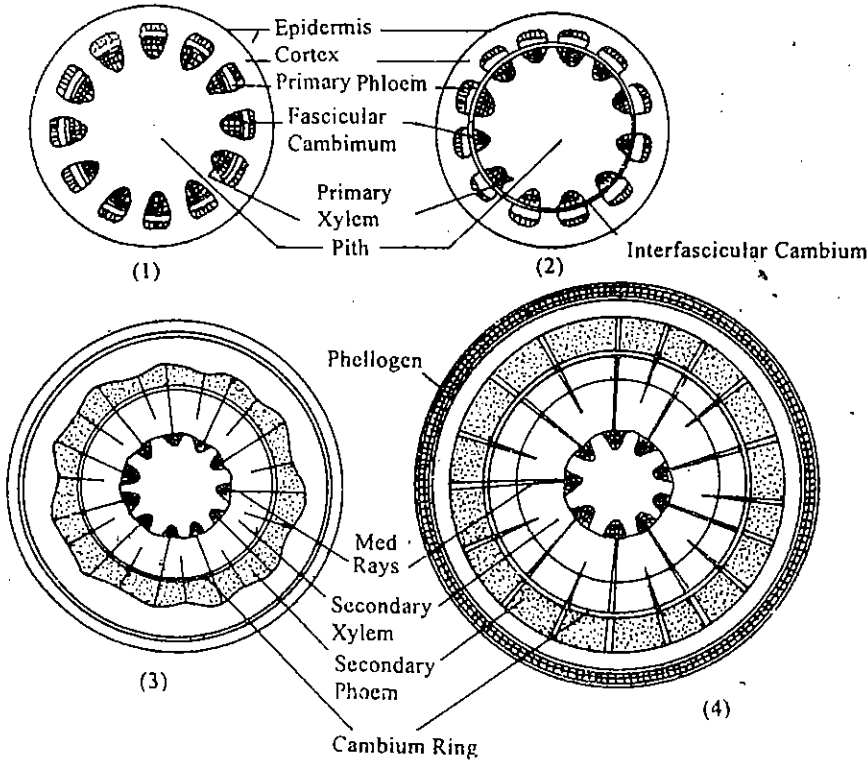 Epidermis
Cortex
Primary Phloem
Fascicular
Cambimum
Primary
Xylem
Pith
(1)
(2)
Interfascicular Cambium
Phellogen
Med
Rays
Secondary
Xylem
Secondary
Phoem
(3)
(4)
Cambium Ring